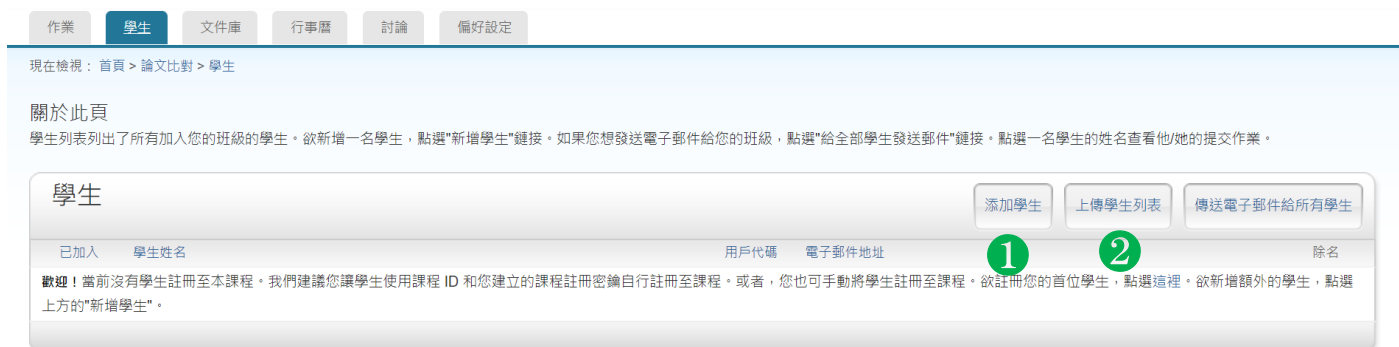 作業 學生 文件庫 行事曆 討論 偏好設定
現在檢視： 首頁 > 論文比對 > 學生
關於此頁
學生列表列出了所有加入您的班級的學生。欲新增一名學生，點選"新增學生"鏈接。如果您想發送電子郵件給您的班級，點選"給全部學生發送郵件"鏈接。點選一名學生的姓名查看他/她的提交作業。
學生 添加學生 上傳學生列表 傳送電子郵件給所有學生
已加入 學生姓名 用戶代碼 電子郵件地址 1 2 除名
歡迎！當前沒有學生註冊至本課程。我們建議您讓學生使用課程 ID 和您建立的課程註冊密鑰自行註冊至課程。或者，您也可手動將學生註冊至課程。欲註冊您的首位學生，點選這裡。欲新增額外的學生，點選
上方的"新增學生"。